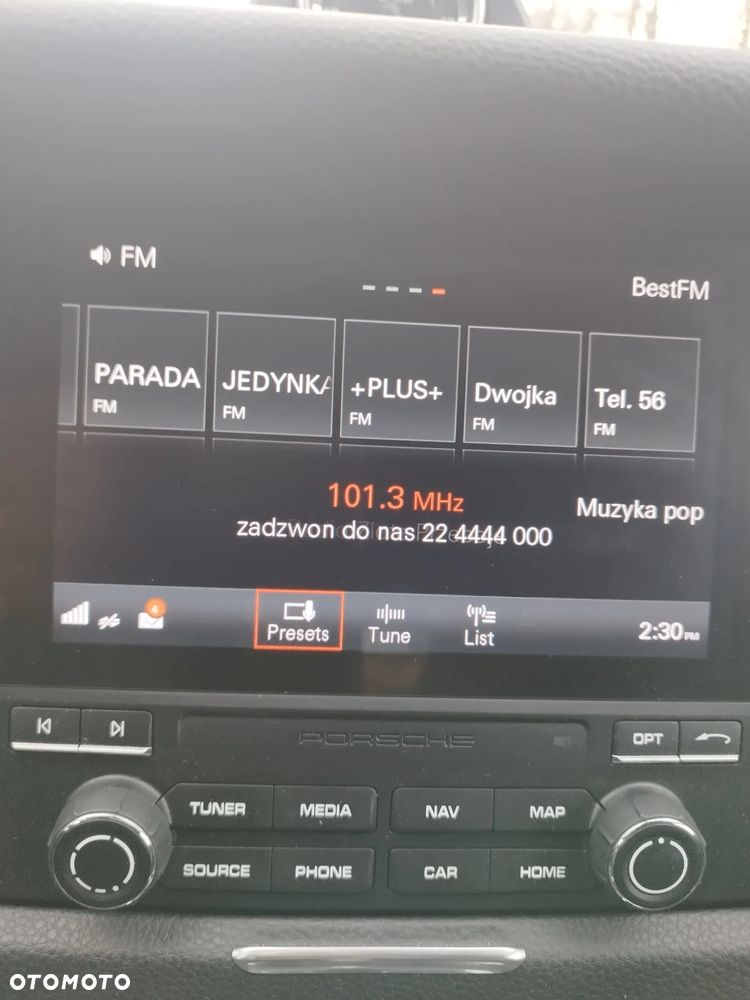 FM
BestFM
PARADA
FM
JEDYNKA
FM
+PLUS+
FM
Dwojka
FM
Tel. 56
FM
101.3 MHz
Muzyka pop
zadzwon do nas 22 4444 000
4
Presets
Tune
List
2:30PM
PORSCHE
OPT
TUNER
MEDIA
NAV
MAP
SOURCE
PHONE
CAR
HOME
OTOMOTO